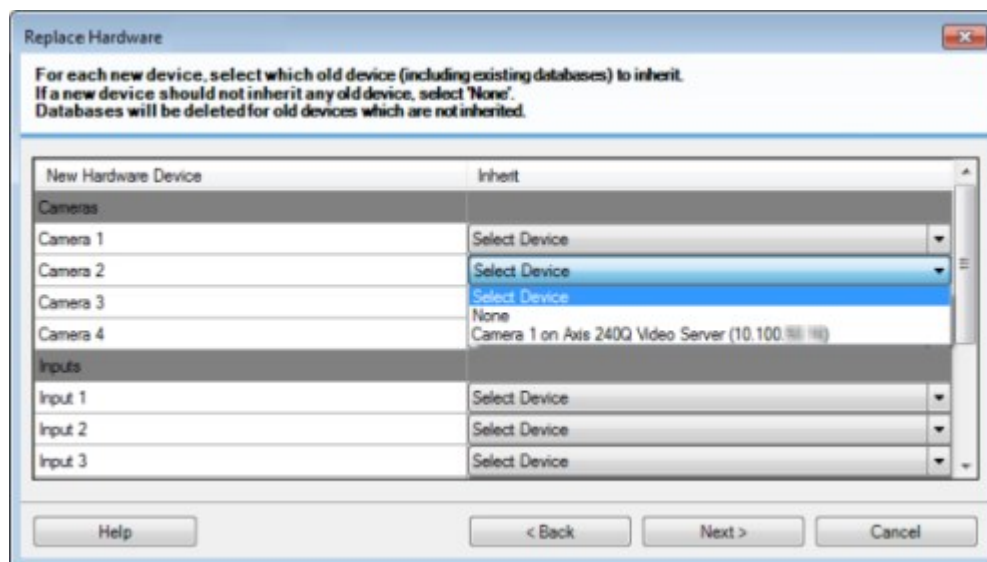 Replace Hardware
For each new device, select which old device (including existing databases) to inherit.
If a new device should not inherit any old device, select 'None'.
Databases will be deleted for old devices which are not inherited.
New Hardware Device Inherit
Cameras
Camera 1 Select Device
Camera 2 Select Device
Select Device
Camera 3
None
Camera 4 Camera 1 on Axis 240Q Video Server (10.100.
Inputs
Input 1 Select Device
Input 2 Select Device
Input 3 Select Device
Help < Back Next > Cancel